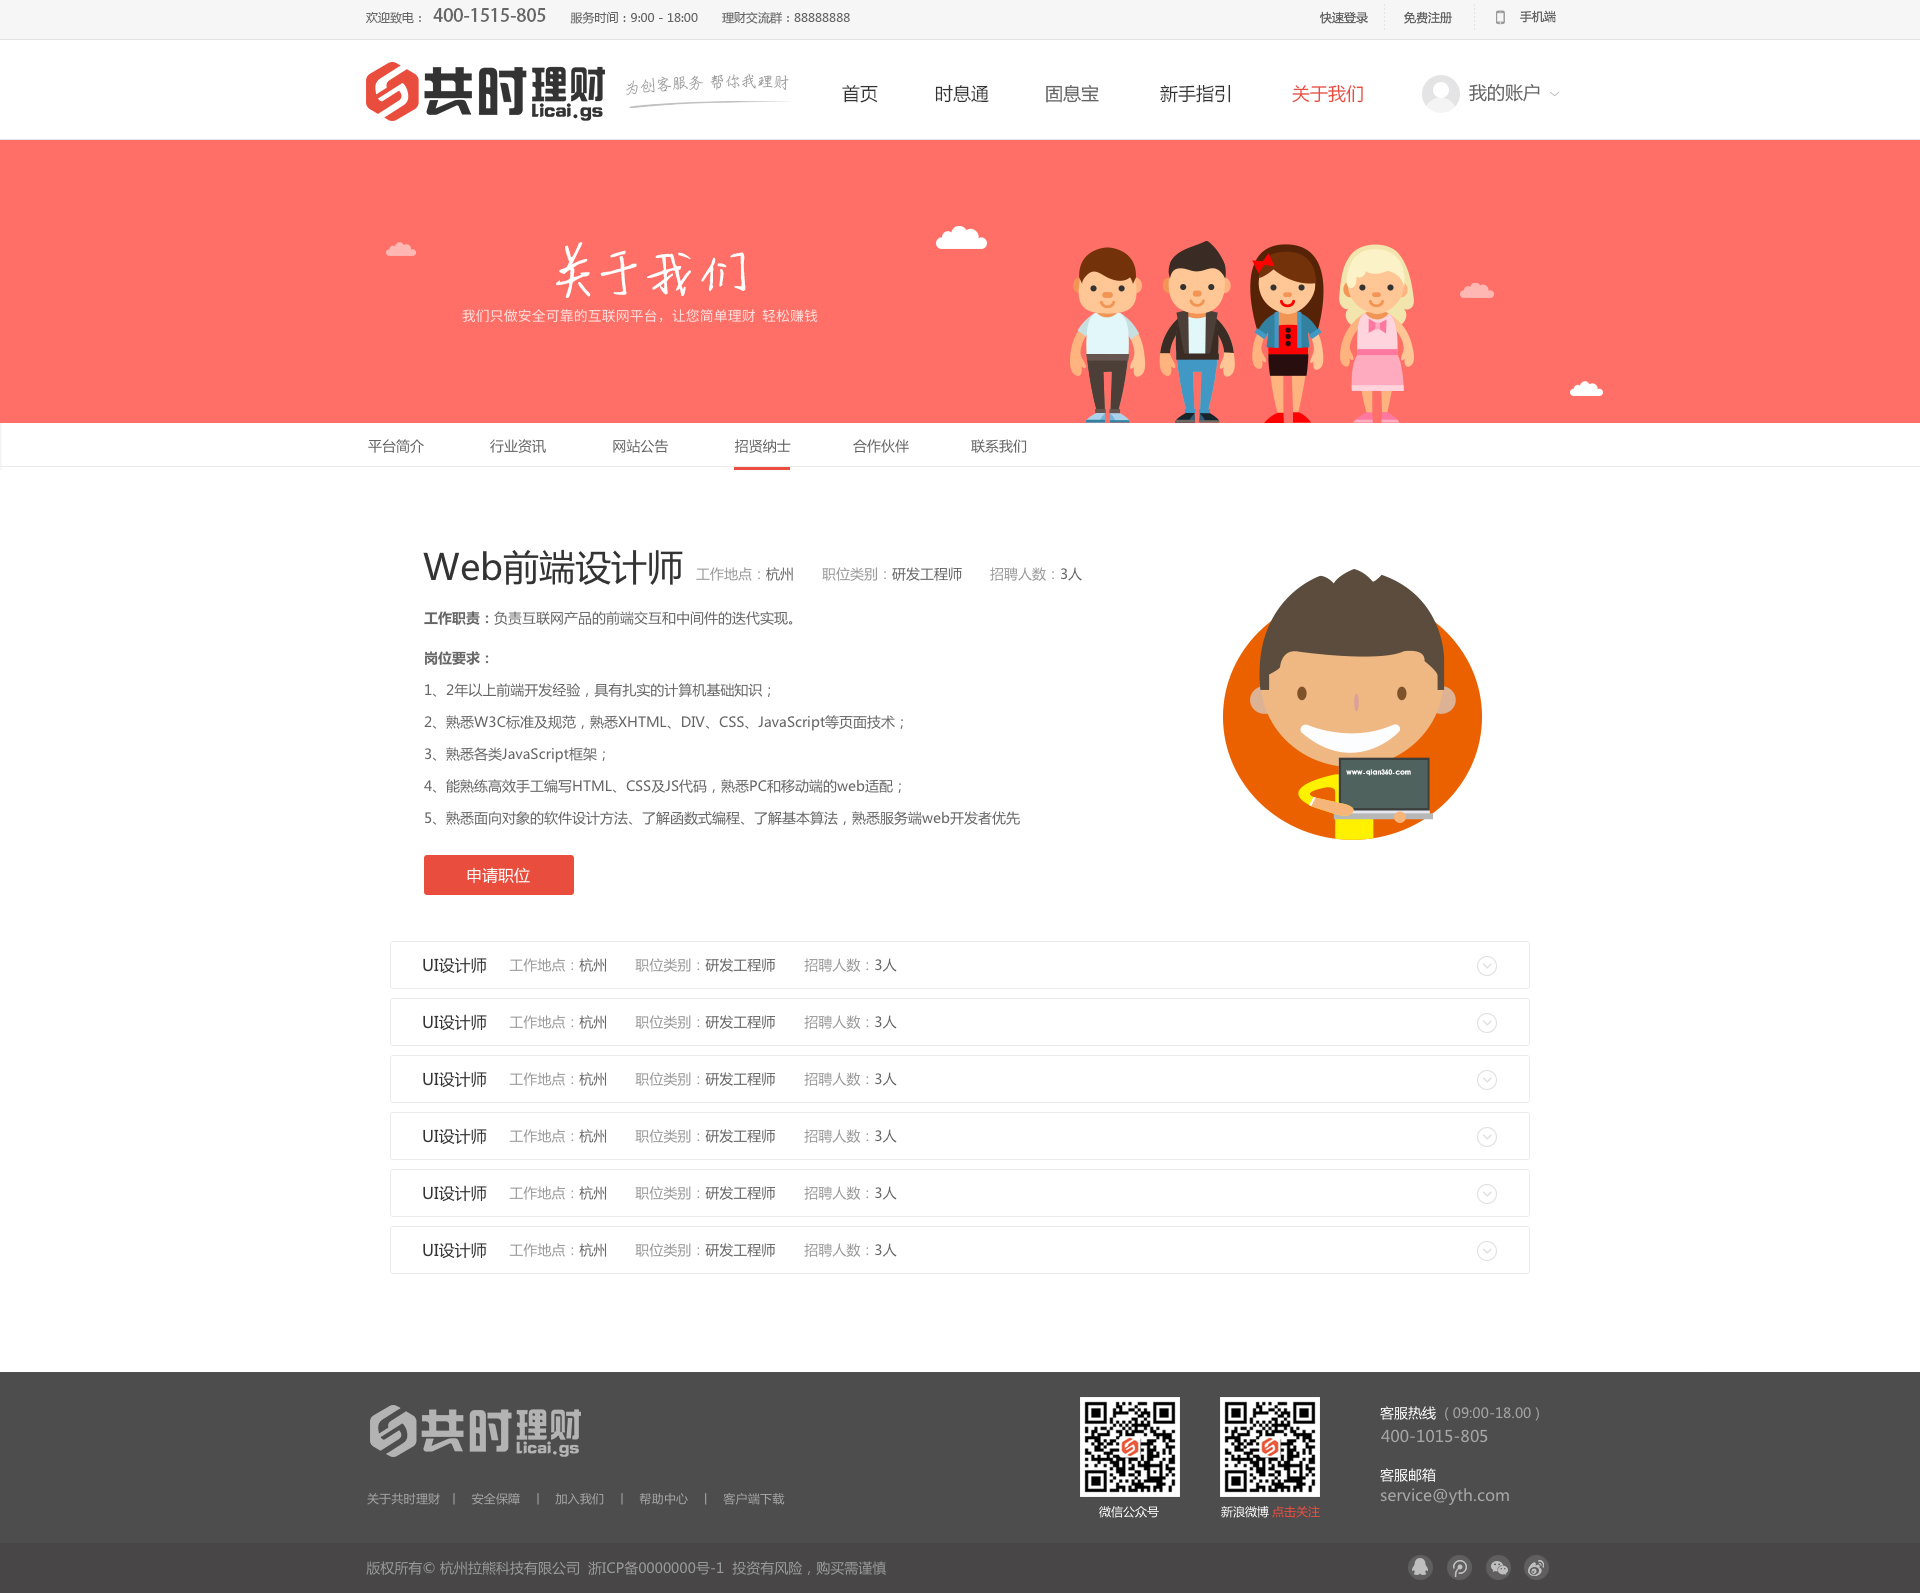 欢迎致电： 400-1515-805 服务时间：9:00 - 18:00 理财交流群：88888888 快速登录 免费注册 手机端
共时理财 Licai.gs 为创客服务 帮你我理财 首页 时息通 固息宝 新手指引 关于我们 我的账户
关于我们
我们只做安全可靠的互联网平台，让您简单理财 轻松赚钱
平台简介 行业资讯 网站公告 招贤纳士 合作伙伴 联系我们
Web前端设计师 工作地点：杭州 职位类别：研发工程师 招聘人数：3人
工作职责：负责互联网产品的前端交互和中间件的迭代实现。
岗位要求：
1、2年以上前端开发经验，具有扎实的计算机基础知识；
2、熟悉W3C标准及规范，熟悉XHTML、DIV、CSS、JavaScript等页面技术；
3、熟悉各类JavaScript框架；
4、能熟练高效手工编写HTML、CSS及JS代码，熟悉PC和移动端的web适配；
5、熟悉面向对象的软件设计方法、了解函数式编程、了解基本算法，熟悉服务端web开发者优先
www.qian360.com
申请职位
UI设计师 工作地点：杭州 职位类别：研发工程师 招聘人数：3人
UI设计师 工作地点：杭州 职位类别：研发工程师 招聘人数：3人
UI设计师 工作地点：杭州 职位类别：研发工程师 招聘人数：3人
UI设计师 工作地点：杭州 职位类别：研发工程师 招聘人数：3人
UI设计师 工作地点：杭州 职位类别：研发工程师 招聘人数：3人
UI设计师 工作地点：杭州 职位类别：研发工程师 招聘人数：3人
共时理财 Licai.gs
关于共时理财 | 安全保障 | 加入我们 | 帮助中心 | 客户端下载
微信公众号
新浪微博 点击关注
客服热线（09:00-18.00）
400-1015-805
客服邮箱
service@yth.com
版权所有© 杭州拉熊科技有限公司 浙ICP备0000000号-1 投资有风险，购买需谨慎